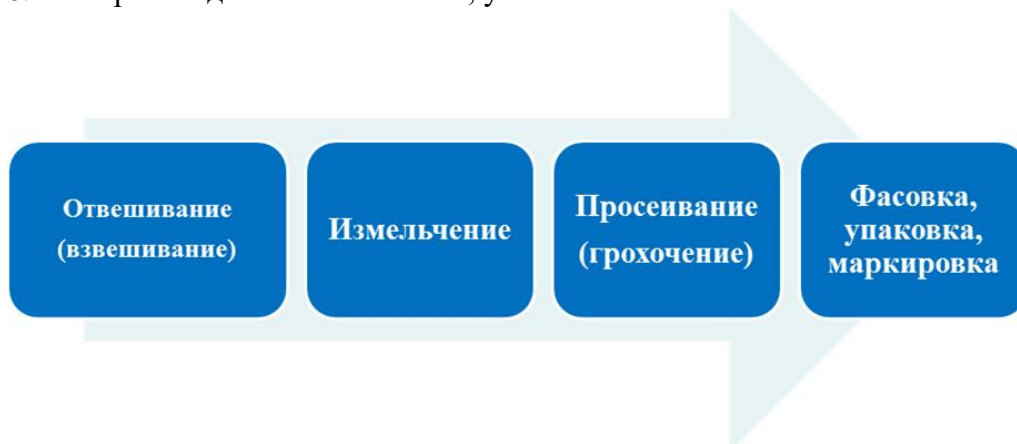 Отвешивание
(взвешивание)
Измельчение
Просеивание
(грохочение)
Фасовка,
упаковка,
маркировка